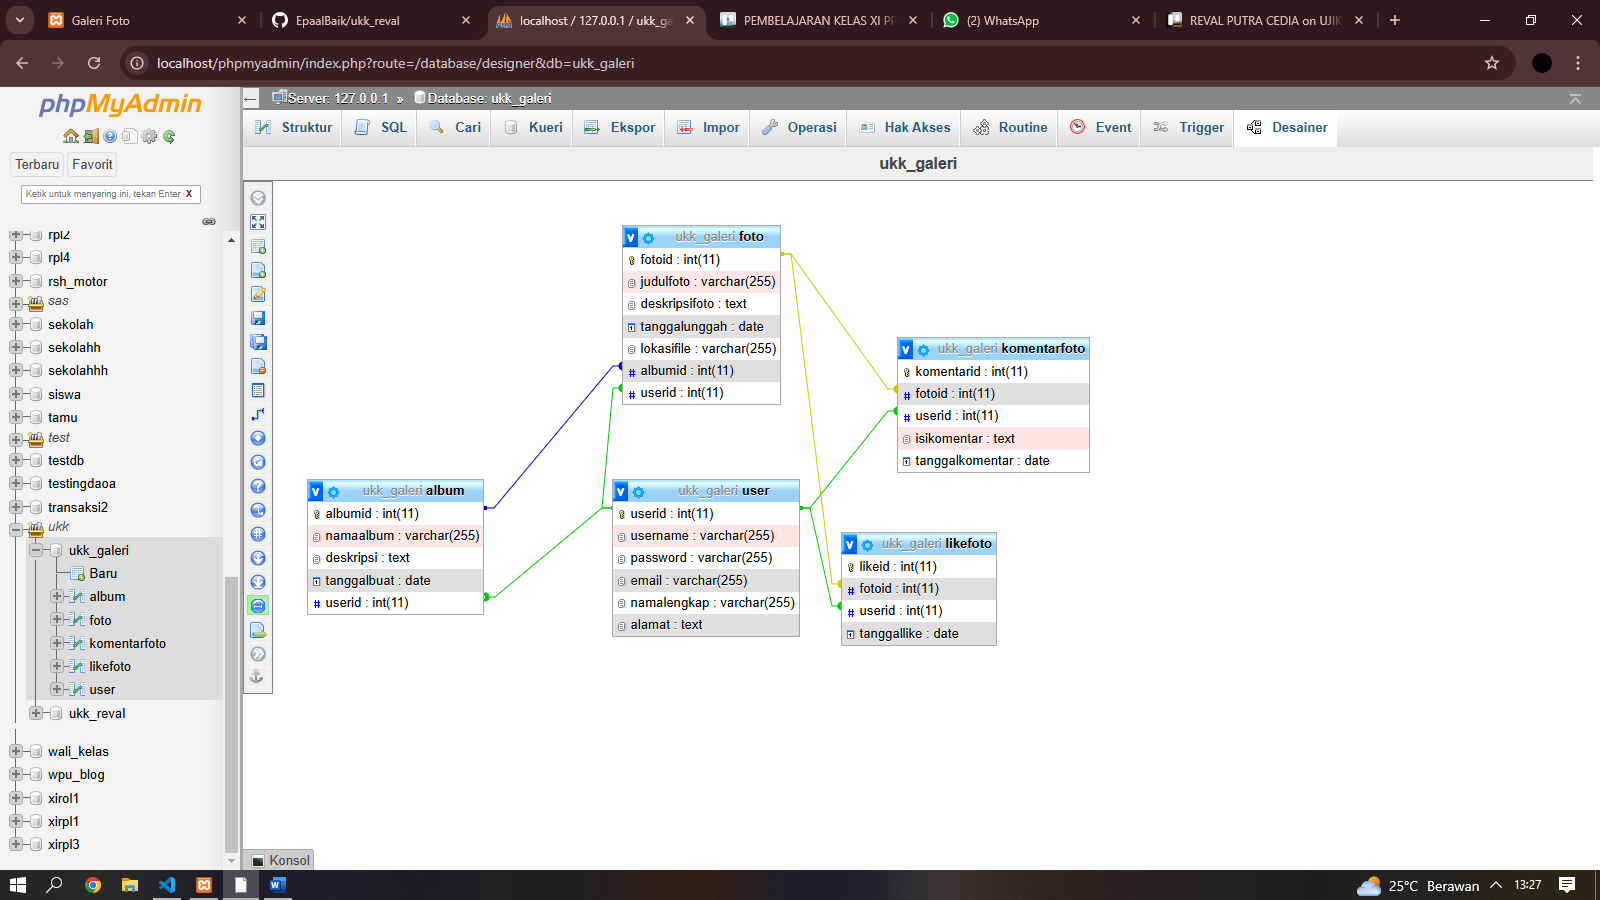 Galeri Foto
EpaalBaik/ukk_reval
localhost / 127.0.0.1 / ukk_ga
PEMBELAJARAN KELAS XI PP
(2) WhatsApp
REVAL PUTRA CEDIA on UJIK
localhost/phpmyadmin/index.php?route=/database/designer&db=ukk_galeri
phpMyAdmin
Terbaru
Favorit
Ketik untuk menyaring ini, tekan Enter
X
rpl2
rpl4
rsh_motor
sas
sekolah
sekolahh
sekolahhh
siswa
tamu
test
testdb
testingdaoa
transaksi2
ukk
ukk_galeri
Baru
album
foto
komentarfoto
likefoto
user
ukk_reval
wali_kelas
wpu_blog
xirol1
xirpl1
xirpl3
Server: 127.0.0.1 » Database: ukk_galeri
Struktur
SQL
Cari
Kueri
Ekspor
Impor
Operasi
Hak Akses
Routine
Event
Trigger
Desainer
ukk_galeri
v ukk_galeri foto
fotoid : int(11)
judulfoto : varchar(255)
deskripsifoto : text
tanggalunggah : date
lokasifile : varchar(255)
# albumid : int(11)
# userid : int(11)
v ukk_galeri komentarfoto
komentarid : int(11)
# fotoid : int(11)
# userid : int(11)
isikomentar : text
tanggalkomentar : date
v ukk_galeri album
albumid : int(11)
namaalbum : varchar(255)
deskripsi : text
tanggalbuat : date
# userid : int(11)
v ukk_galeri user
userid : int(11)
username : varchar(255)
password : varchar(255)
email : varchar(255)
namalengkap : varchar(255)
alamat : text
v ukk_galeri likefoto
likeid : int(11)
# fotoid : int(11)
# userid : int(11)
tanggallike : date
Konsol
25°C Berawan
13:27